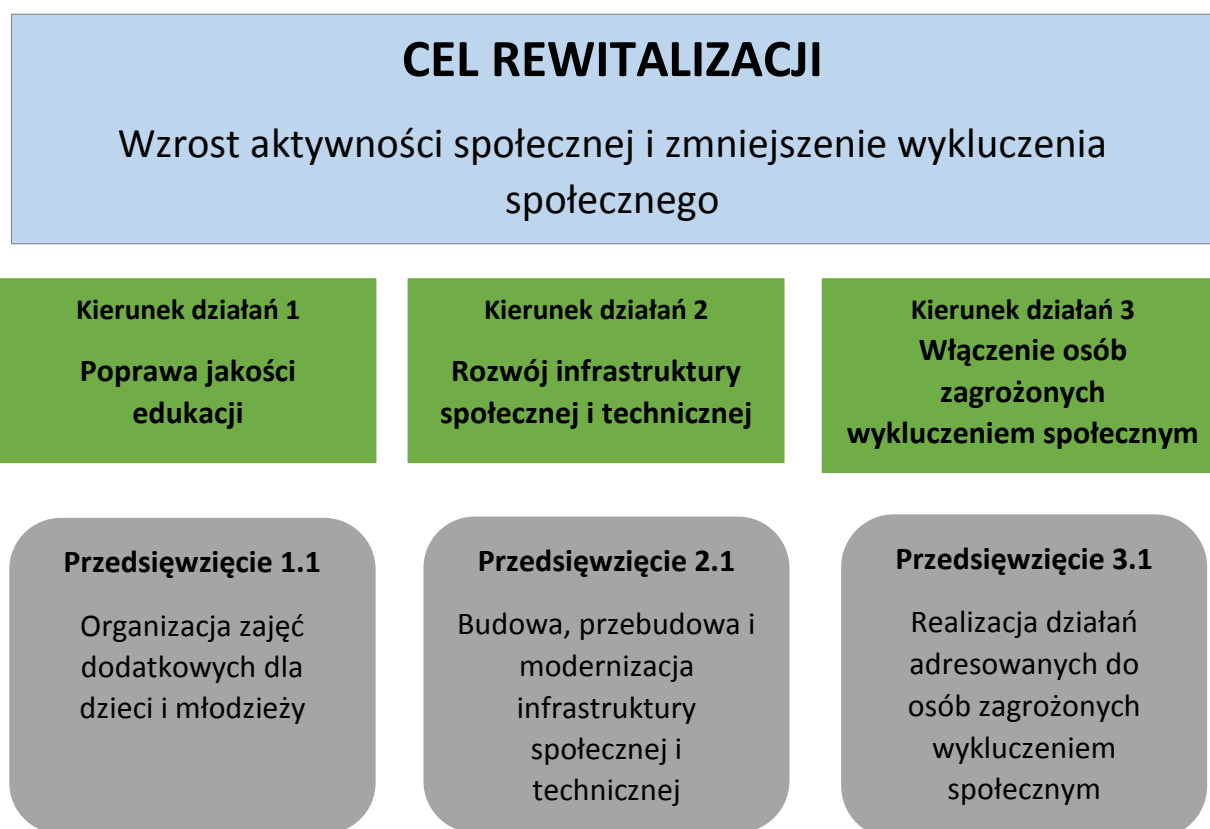 CEL REWITALIZACJI
Wzrost aktywności społecznej i zmniejszenie wykluczenia
społecznego
Kierunek działań 1
Poprawa jakości
edukacji
Kierunek działań 2
Rozwój infrastruktury
społecznej i technicznej
Kierunek działań 3
Włączenie osób
zagrożonych
wykluczeniem społecznym
Przedsięwzięcie 1.1
Organizacja zajęć
dodatkowych dla
dzieci i młodzieży
Przedsięwzięcie 2.1
Budowa, przebudowa i
modernizacja
infrastruktury
społecznej i
technicznej
Przedsięwzięcie 3.1
Realizacja działań
adresowanych do
osób zagrożonych
wykluczeniem
społecznym